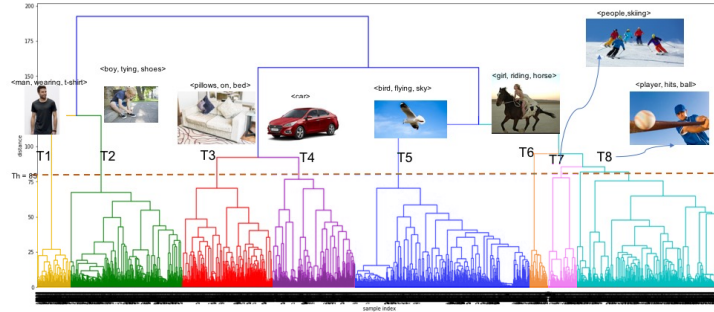 200
<people,skiing>
175
<boy, tying, shoes>
<man, wearing, t-shirt>
<pillows, on, bed>
<car>
<bird, flying, sky>
<girl, riding, horse>
<player, hits, ball>
150
125
distance
100
T1
T2
T3
T4
T5
T6
T7
T8
Th = 85
75
50
25
0
sample index